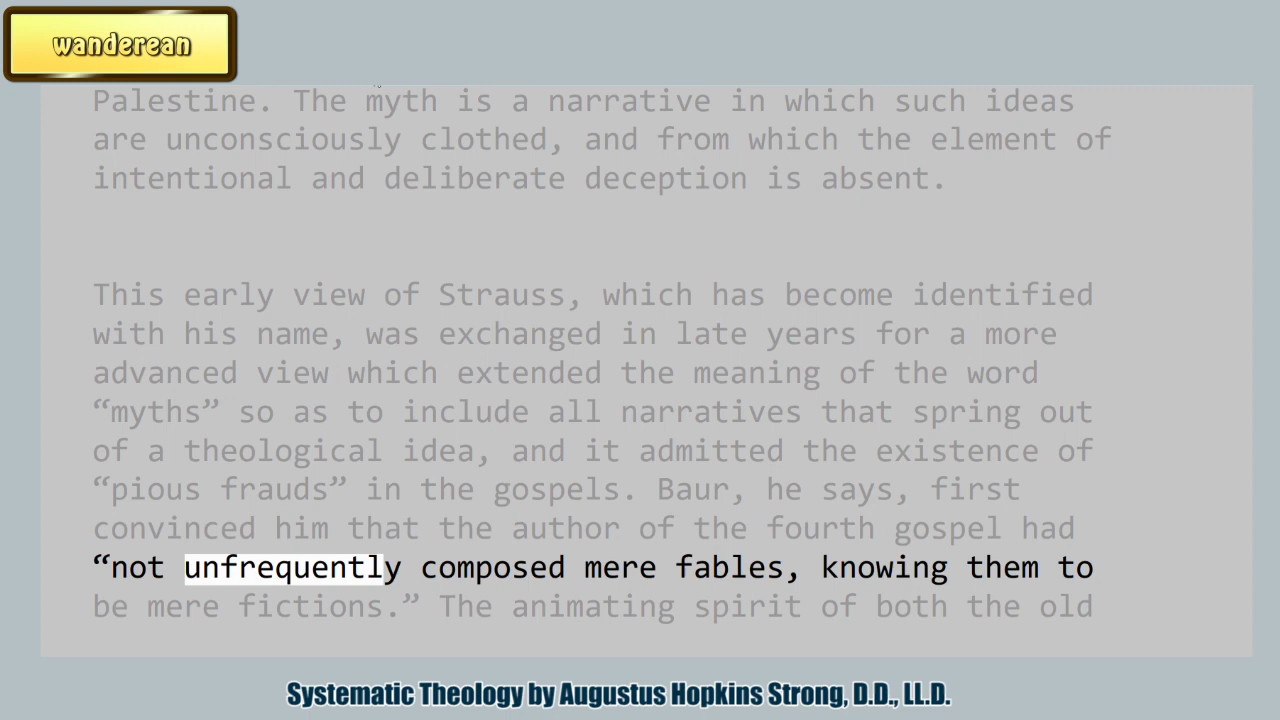 wanderean
Palestine. The myth is a narrative in which such ideas
are unconsciously clothed, and from which the element of
intentional and deliberate deception is absent.
This early view of Strauss, which has become identified
with his name, was exchanged in late years for a more
advanced view which extended the meaning of the word
“myths” so as to include all narratives that spring out
of a theological idea, and it admitted the existence of
“pious frauds” in the gospels. Baur, he says, first
convinced him that the author of the fourth gospel had
“not unfrequently composed mere fables, knowing them to
be mere fictions.” The animating spirit of both the old
Systematic Theology by Augustus Hopkins Strong, D.D., LL.D.